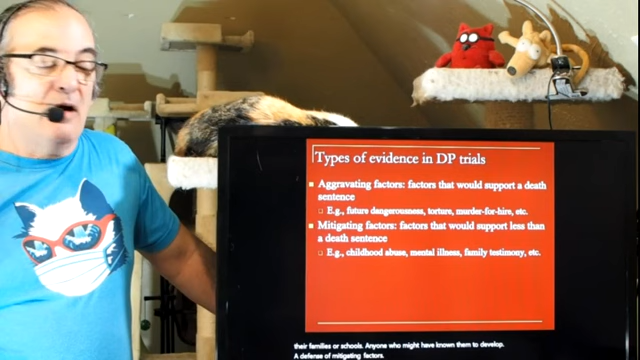 Types of evidence in DP trials
Aggravating factors: factors that would support a death
sentence
E.g., future dangerousness, torture, murder-for-hire, etc.
Mitigating factors: factors that would support less than
a death sentence
E.g., childhood abuse, mental illness, family testimony, etc.
their families or schools. Anyone who might have known them to develop.
A defense of mitigating factors.